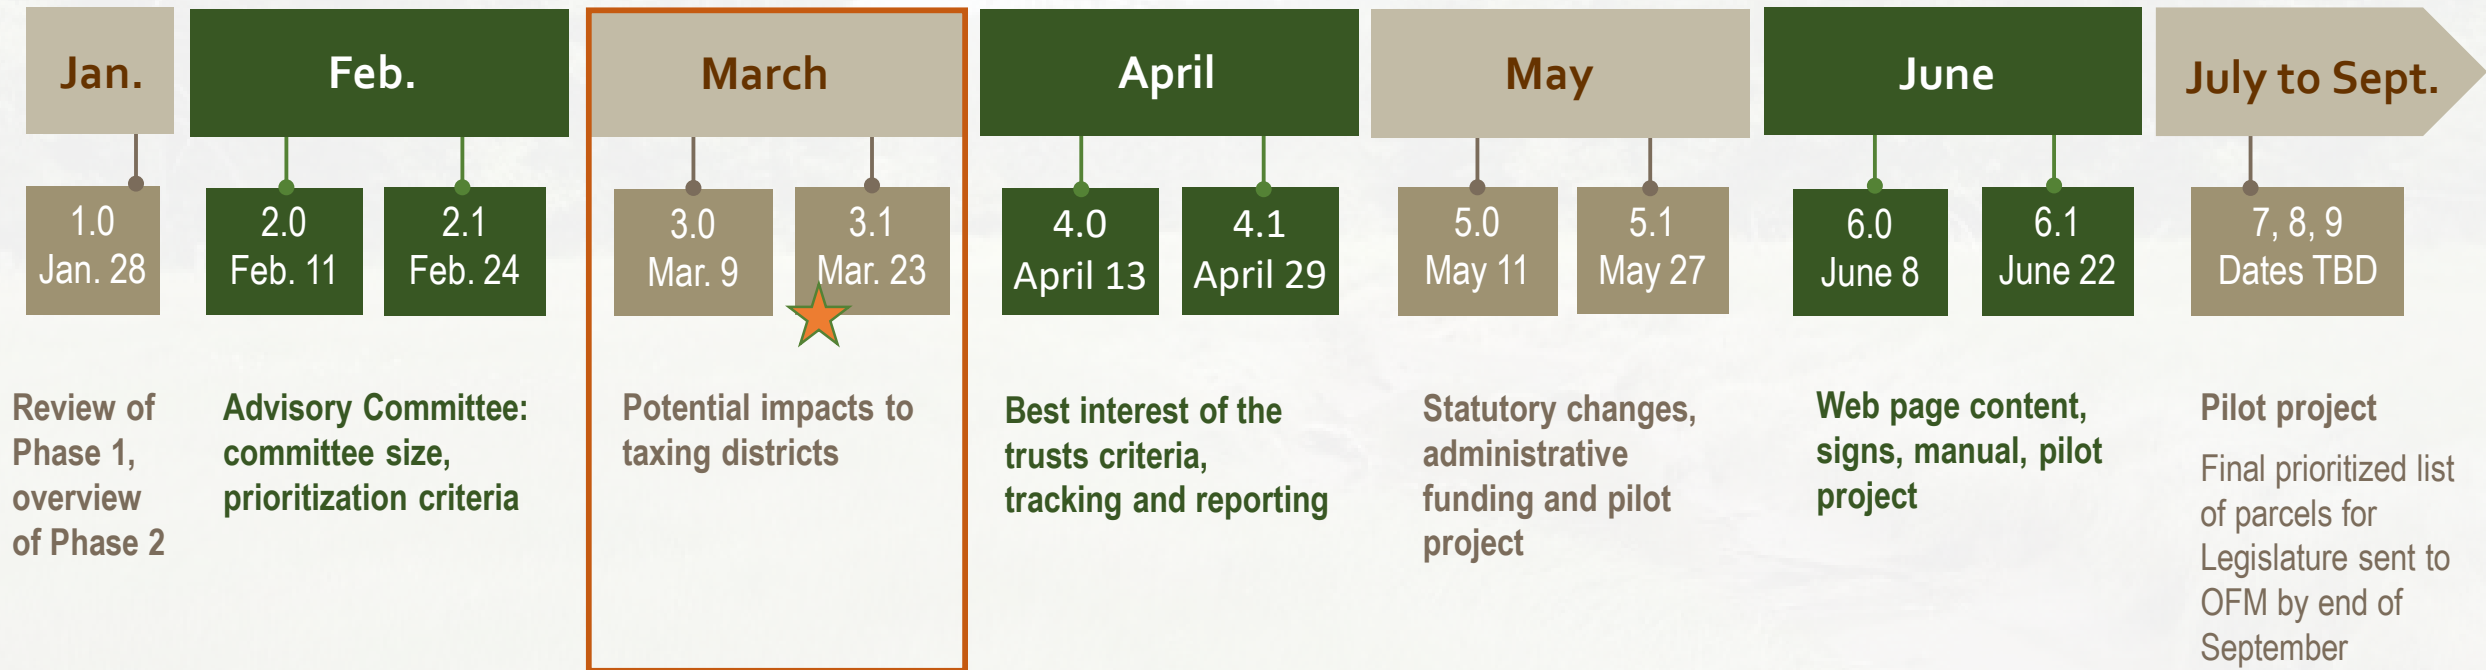 Jan.
Feb.
March
April
May
June
July to Sept.
1.0
Jan. 28
2.0
Feb. 11
2.1
Feb. 24
3.0
Mar. 9
3.1
Mar. 23
4.0
April 13
4.1
April 29
5.0
May 11
5.1
May 27
6.0
June 8
6.1
June 22
7, 8, 9
Dates TBD
Review of
Phase 1,
overview
of Phase 2
Advisory Committee:
committee size,
prioritization criteria
Potential impacts to
taxing districts
Best interest of the
trusts criteria,
tracking and reporting
Statutory changes,
administrative
funding and pilot
project
Web page content,
signs, manual, pilot
project
Pilot project
Final prioritized list
of parcels for
Legislature sent to
OFM by end of
September